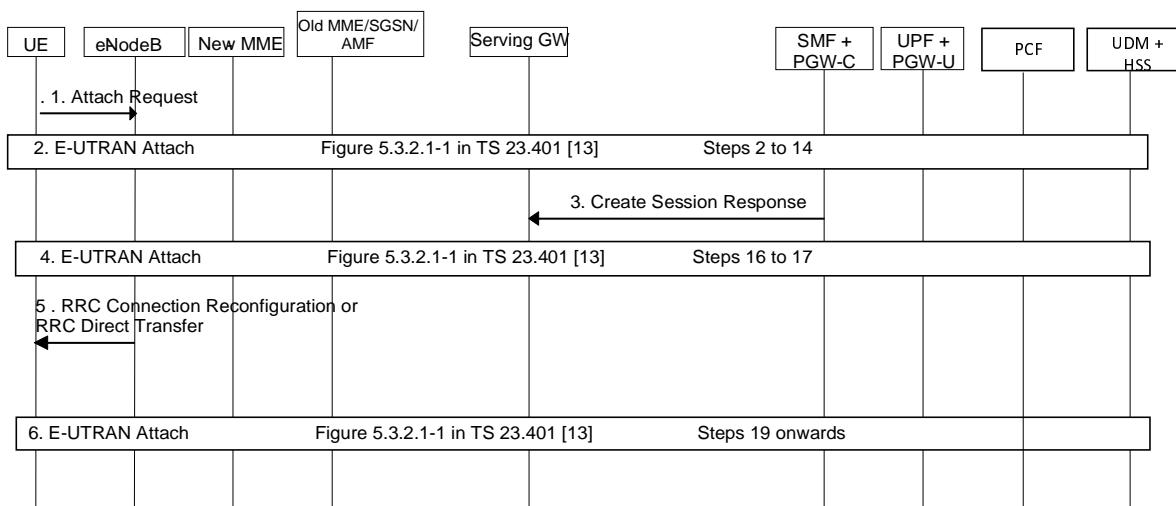 UE
eNodeB
New MME
Old MME/SGSN/
AMF
Serving GW
SMF +
PGW-C
UPF +
PGW-U
PCF
UDM +
HSS
. 1. Attach Request
2. E-UTRAN Attach Figure 5.3.2.1-1 in TS 23.401 [13] Steps 2 to 14
3. Create Session Response
4. E-UTRAN Attach Figure 5.3.2.1-1 in TS 23.401 [13] Steps 16 to 17
5 . RRC Connection Reconfiguration or
RRC Direct Transfer
6. E-UTRAN Attach Figure 5.3.2.1-1 in TS 23.401 [13] Steps 19 onwards